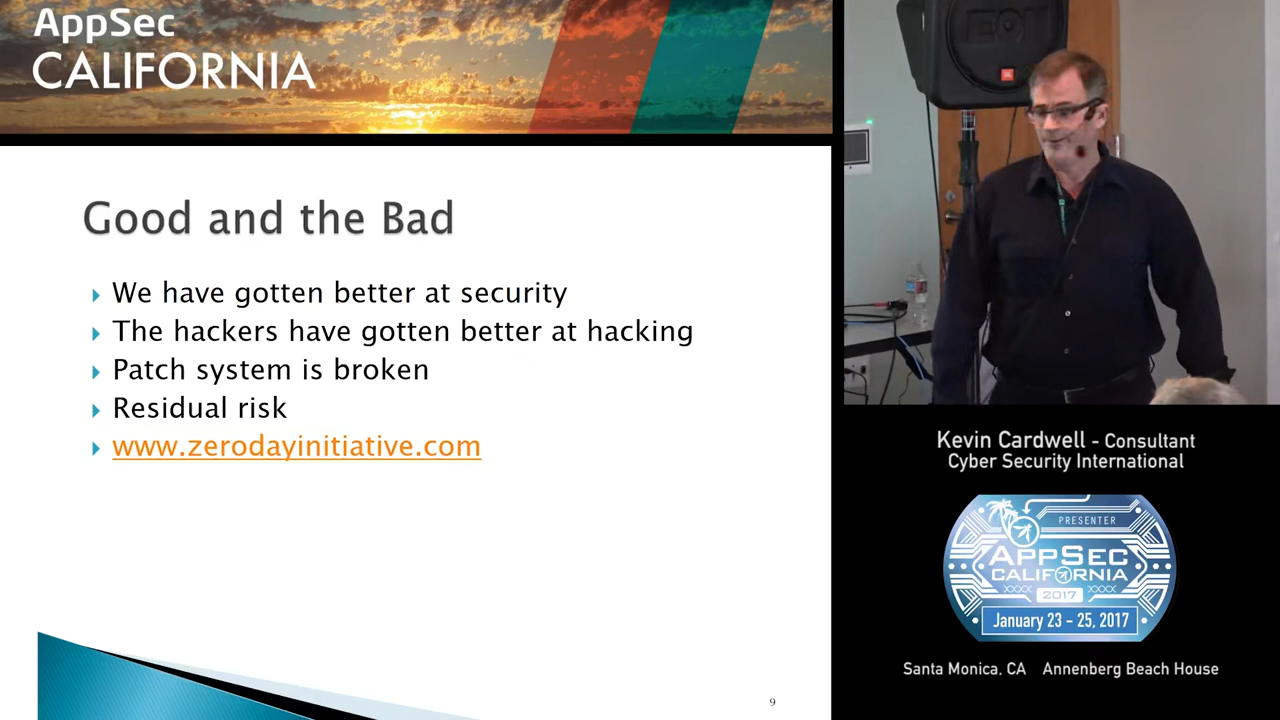 AppSec
CALIFORNIA
Good and the Bad
We have gotten better at security
The hackers have gotten better at hacking
Patch system is broken
Residual risk
www.zerodayinitiative.com
9
JBL
Kevin Cardwell - Consultant
Cyber Security International
PRESENTER
APPSEC
CALIFORNIA
2017
January 23 - 25, 2017
Santa Monica, CA Annenberg Beach House